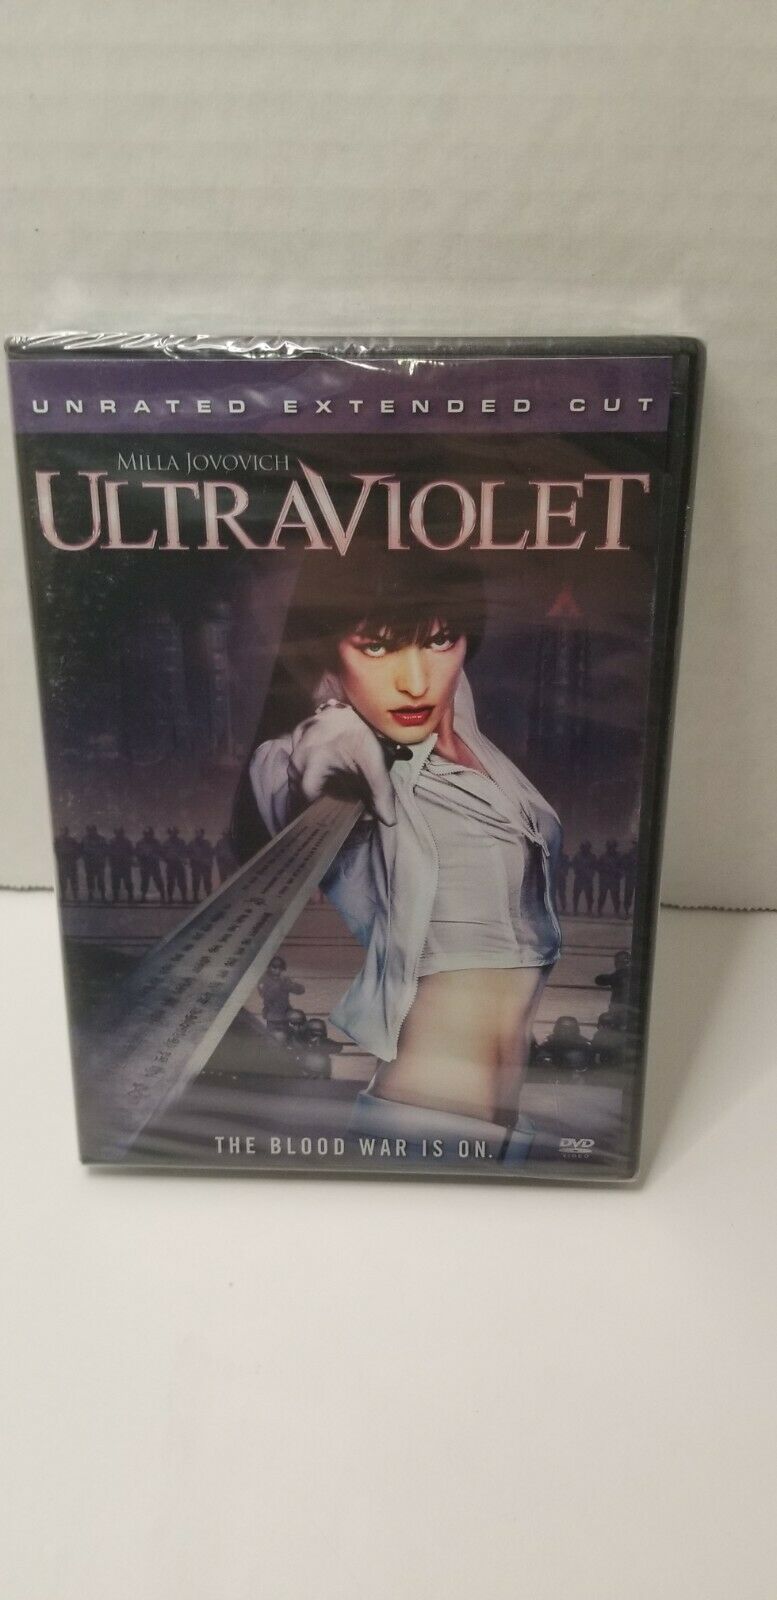 UNRATED EXTENDED CUT
MILLA JOVOVICH
ULTRAVIOLET
THE BLOOD WAR IS ON.
DVD
VIDEO